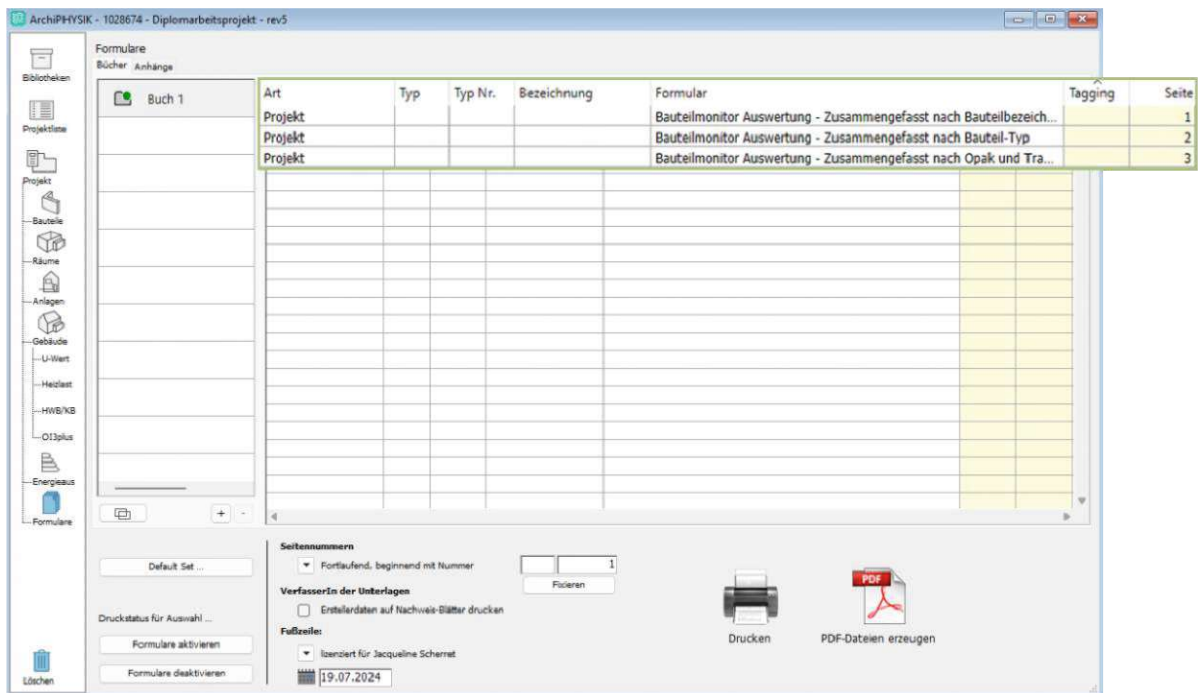 ArchiPHYSIK - 1028674 - Diplomarbeitsprojekt - rev5
Bibliotheken
Projektliste
Projekt
Bauteile
Räume
Anlagen
Gebäude
U-Wert
Heizlast
HWB/KB
OI3plus
Energieaus
Formulare
Löschen
Formulare
Bücher Anhänge
Buch 1
+ -
Art Typ Typ Nr. Bezeichnung Formular Tagging Seite
Projekt Bauteilmonitor Auswertung - Zusammengefasst nach Bauteilbezeich... 1
Projekt Bauteilmonitor Auswertung - Zusammengefasst nach Bauteil-Typ 2
Projekt Bauteilmonitor Auswertung - Zusammengefasst nach Opak und Tra... 3
Default Set ...
Druckstatus für Auswahl ...
Formulare aktivieren
Formulare deaktivieren
Seitennummern
Fortlaufend, beginnend mit Nummer 1
Fixieren
VerfasserIn der Unterlagen
Erstellerdaten auf Nachweis-Blätter drucken
Fußzeile:
lizenziert für Jacqueline Scherret
19.07.2024
Drucken
PDF
PDF-Dateien erzeugen